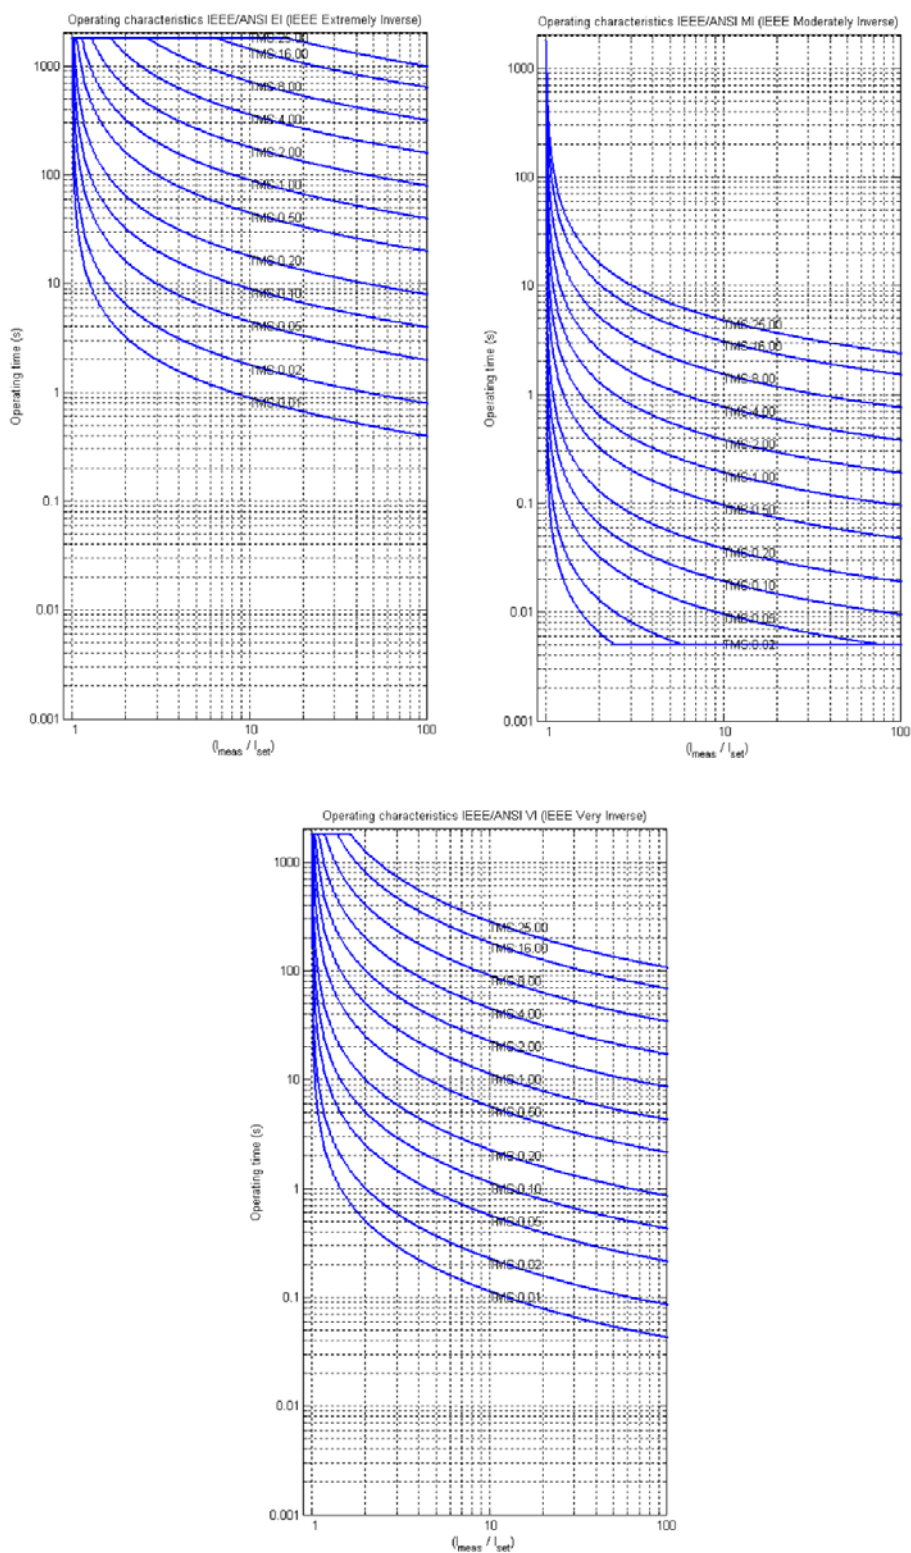 Operating characteristics IEEE/ANSI EI (IEEE Extremely Inverse)
1000
100
10
1
0.1
0.01
0.001
Operating time (s)
TMS:25.00
TMS:16.00
TMS:8.00
TMS:4.00
TMS:2.00
TMS:1.00
TMS:0.50
TMS:0.20
TMS:0.10
TMS:0.05
TMS:0.02
TMS:0.01
1 10 100
(Imeas / Iset)
Operating characteristics IEEE/ANSI MI (IEEE Moderately Inverse)
1000
100
10
1
0.1
0.01
0.001
Operating time (s)
TMS:25.00
TMS:16.00
TMS:8.00
TMS:4.00
TMS:2.00
TMS:1.00
TMS:0.50
TMS:0.20
TMS:0.10
TMS:0.05
TMS:0.02
1 10 100
(Imeas / Iset)
Operating characteristics IEEE/ANSI VI (IEEE Very Inverse)
1000
100
10
1
0.1
0.01
0.001
Operating time (s)
TMS:25.00
TMS:16.00
TMS:8.00
TMS:4.00
TMS:2.00
TMS:1.00
TMS:0.50
TMS:0.20
TMS:0.10
TMS:0.05
TMS:0.02
TMS:0.01
1 10 100
(Imeas / Iset)